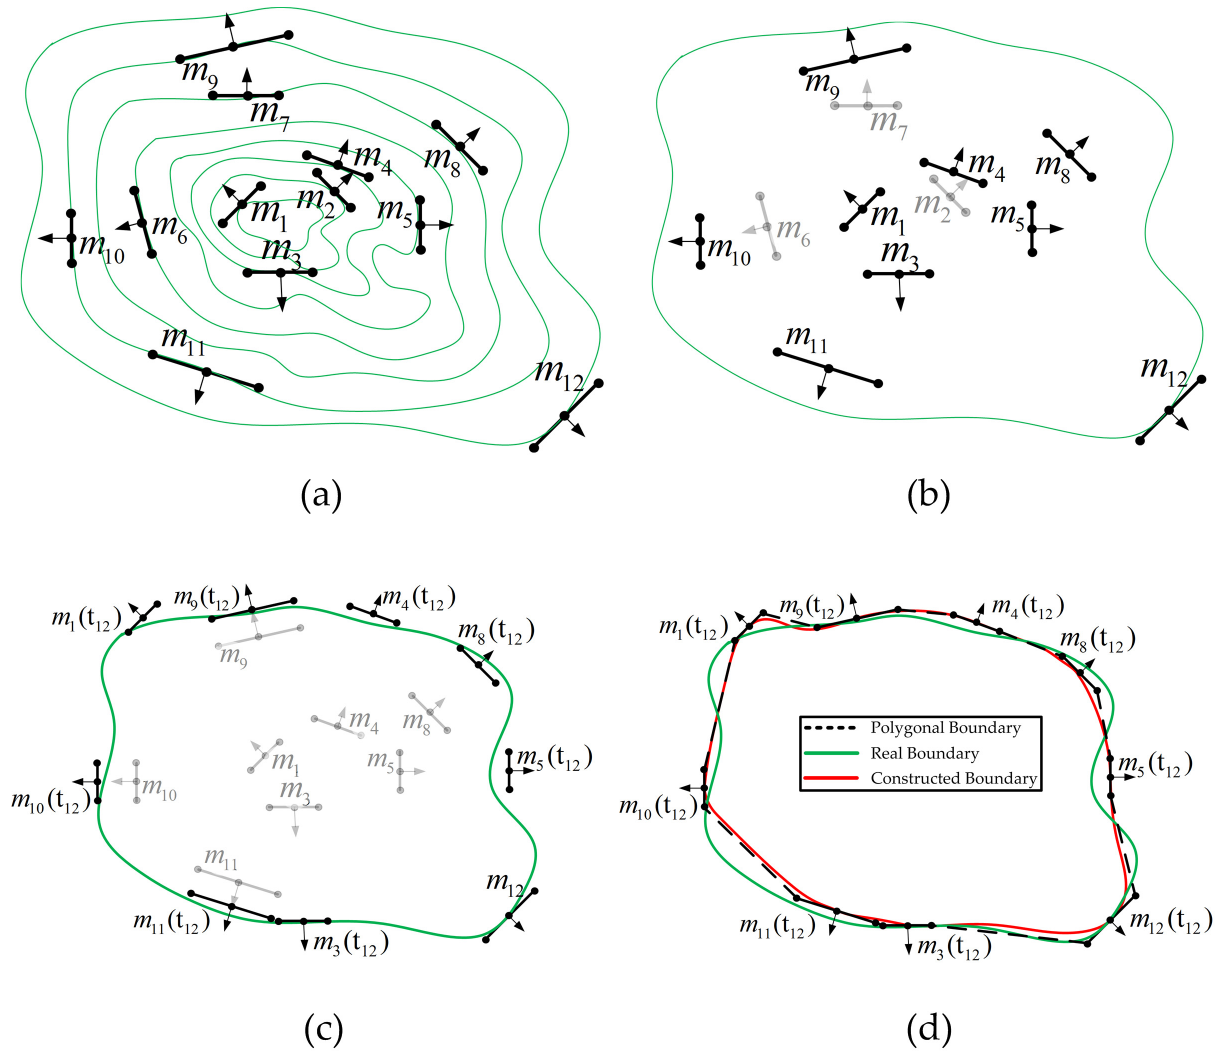 m9
m7
m8
m4
m2
m1
m5
m6
m10
m3
m11
m12
(a)
m9
m7
m8
m4
m2
m1
m5
m6
m10
m3
m11
m12
(b)
m9(t12)
m4(t12)
m1(t12)
m8(t12)
m9
m4
m8
m1
m5
m5(t12)
m10
m3
m10(t12)
m11
m12
m11(t12)
m3(t12)
(c)
m9(t12)
m4(t12)
m1(t12)
m8(t12)
Polygonal Boundary
Real Boundary
Constructed Boundary
m5(t12)
m10(t12)
m11(t12)
m3(t12)
m12(t12)
(d)